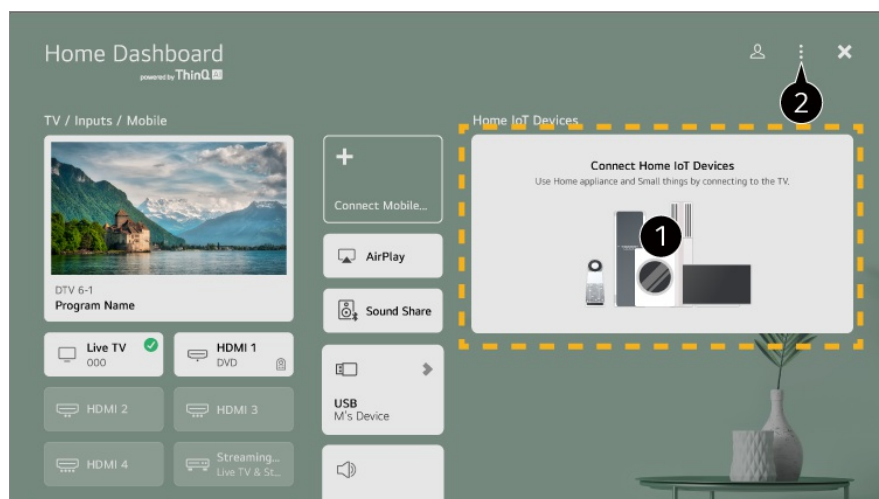 Home Dashboard
powered by ThinQ AI
2
TV / Inputs / Mobile
Home IoT Devices
DTV 6-1
Program Name
Live TV
000
HDMI 1
DVD
HDMI 2
HDMI 3
HDMI 4
Streaming...
Live TV & St...
+
Connect Mobile...
AirPlay
Sound Share
USB
M's Device
Connect Home IoT Devices
Use Home appliance and Small things by connecting to the TV.
1